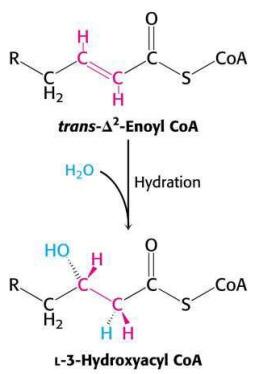 H O
R C C C S CoA
C H₂ H
trans-Δ²-Enoyl CoA
H₂O
Hydration
HO H O
R C C C S CoA
C H₂ H H
L-3-Hydroxyacyl CoA